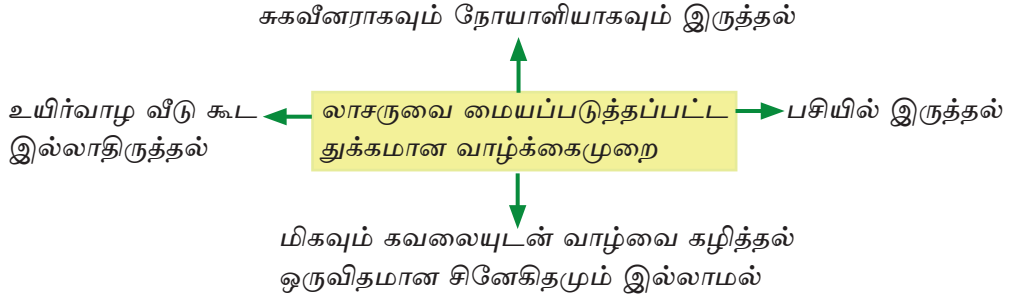 சுகவீனராகவும் நோயாளியாகவும் இருத்தல்
உயிர்வாழ வீடு கூட
இல்லாதிருத்தல்
லாசருவை மையப்படுத்தப்பட்ட
துக்கமான வாழ்க்கைமுறை
பசியில் இருத்தல்
மிகவும் கவலையுடன் வாழ்வை கழித்தல்
ஒருவிதமான சினேகிதமும் இல்லாமல்